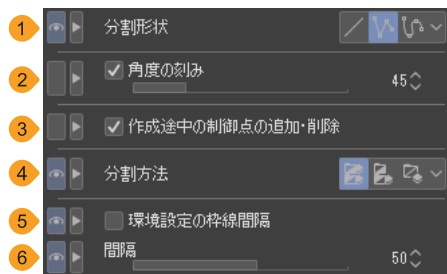 1 分割形状
2 角度の刻み 45
3 作成途中の制御点の追加・削除
4 分割方法
5 環境設定の枠線間隔
6 間隔 50